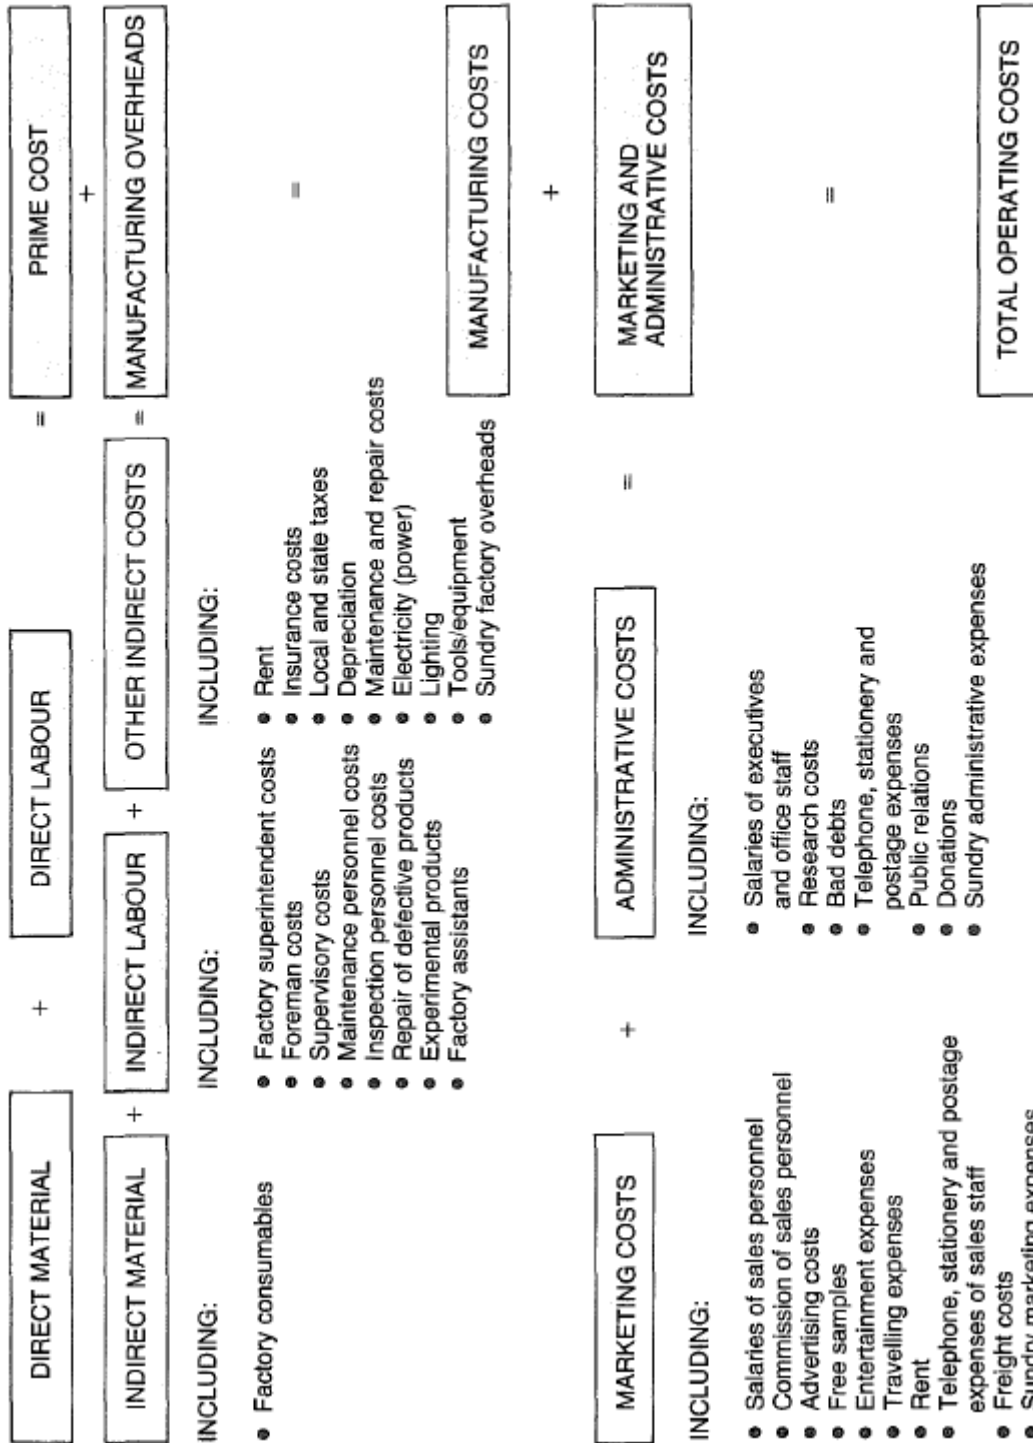 DIRECT MATERIAL + DIRECT LABOUR = PRIME COST
+
INDIRECT MATERIAL + INDIRECT LABOUR + OTHER INDIRECT COSTS = MANUFACTURING OVERHEADS
INCLUDING:
• Factory consumables
INCLUDING:
• Factory superintendent costs
• Foreman costs
• Supervisory costs
• Maintenance personnel costs
• Inspection personnel costs
• Repair of defective products
• Experimental products
• Factory assistants
INCLUDING:
• Rent
• Insurance costs
• Local and state taxes
• Depreciation
• Maintenance and repair costs
• Electricity (power)
• Lighting
• Tools/equipment
• Sundry factory overheads
=
MANUFACTURING COSTS
+
MARKETING COSTS + ADMINISTRATIVE COSTS =
MARKETING AND
ADMINISTRATIVE COSTS
INCLUDING:
• Salaries of sales personnel
• Commission of sales personnel
• Advertising costs
• Free samples
• Entertainment expenses
• Travelling expenses
• Rent
• Telephone, stationery and postage
expenses of sales staff
• Freight costs
• Sundry marketing expenses
INCLUDING:
• Salaries of executives
and office staff
• Research costs
• Bad debts
• Telephone, stationery and
postage expenses
• Public relations
• Donations
• Sundry administrative expenses
=
TOTAL OPERATING COSTS